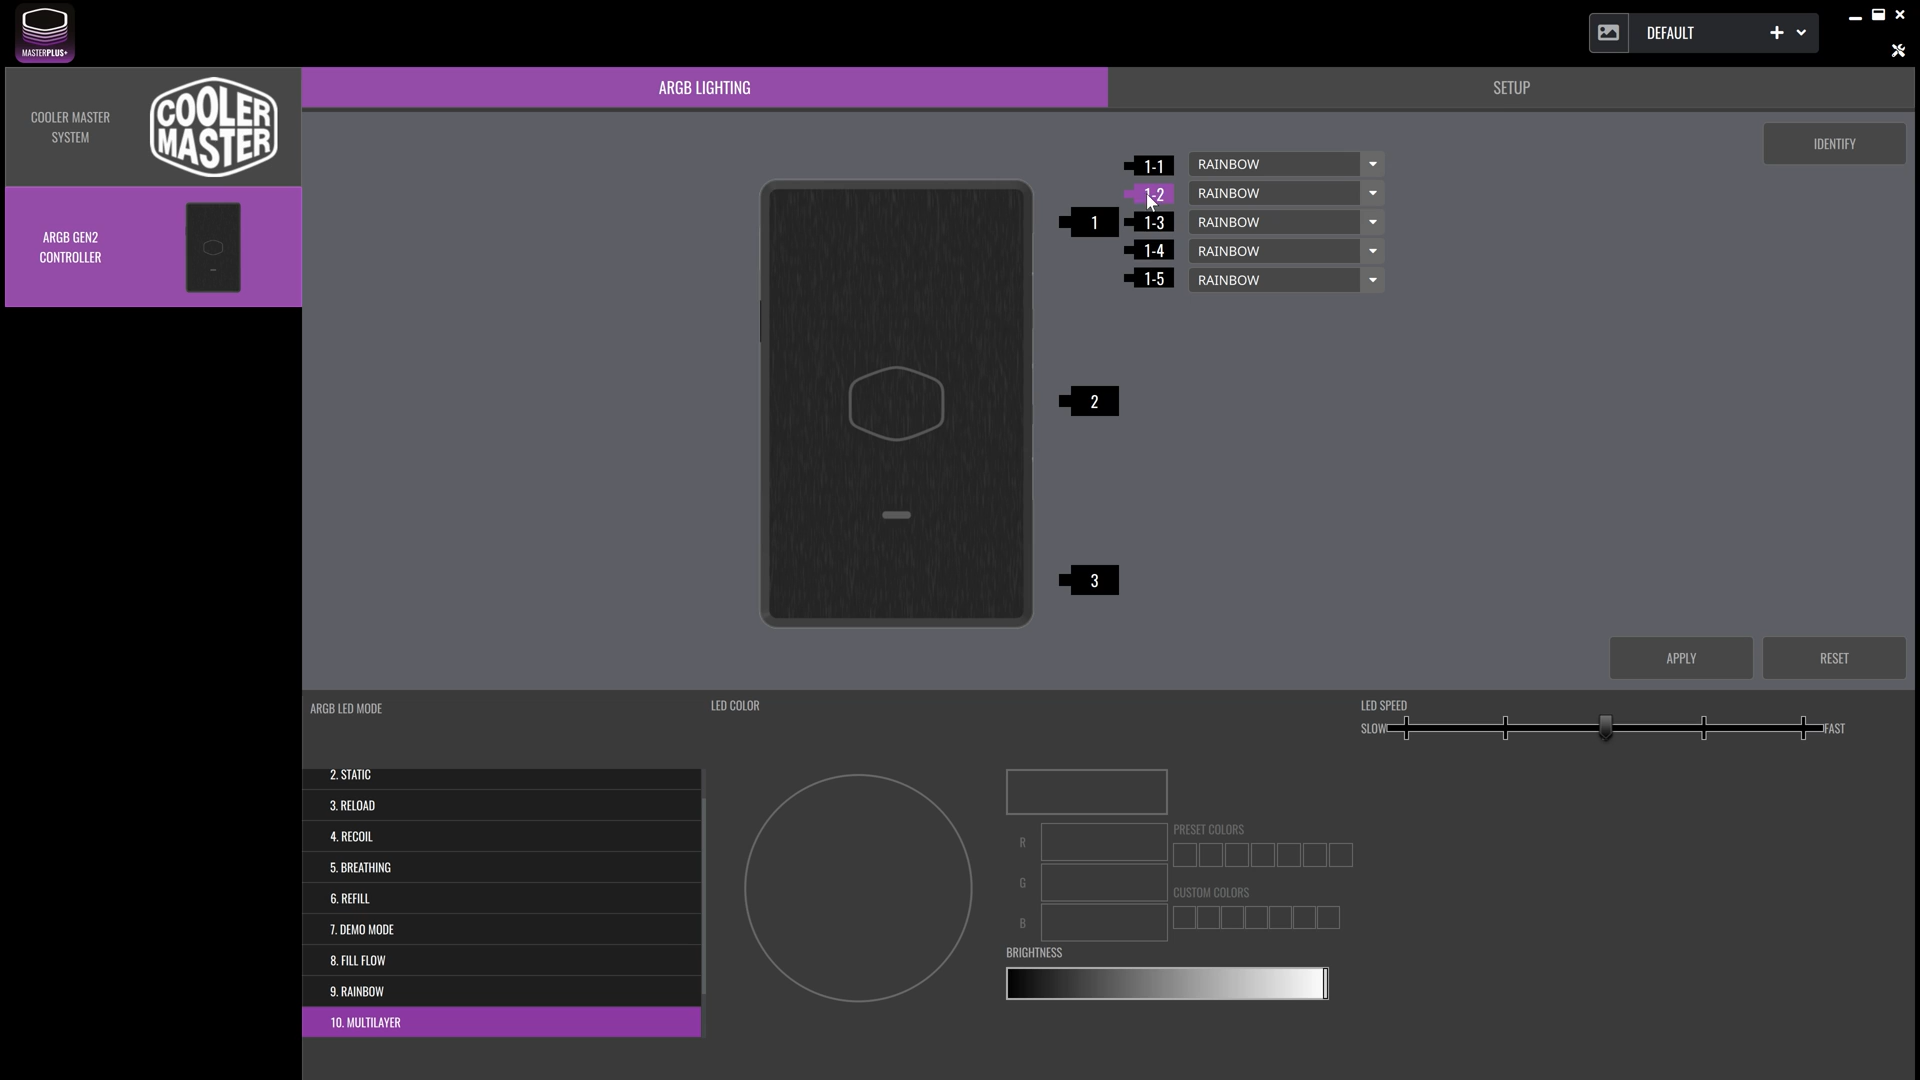 MASTERPLUS+
DEFAULT
COOLER MASTER
SYSTEM
COOLER
MASTER
ARGB GEN2
CONTROLLER
ARGB LIGHTING
SETUP
IDENTIFY
1
1-1 RAINBOW
1-2 RAINBOW
1-3 RAINBOW
1-4 RAINBOW
1-5 RAINBOW
2
3
APPLY
RESET
ARGB LED MODE
2. STATIC
3. RELOAD
4. RECOIL
5. BREATHING
6. REFILL
7. DEMO MODE
8. FILL FLOW
9. RAINBOW
10. MULTILAYER
LED COLOR
R
G
B
PRESET COLORS
CUSTOM COLORS
BRIGHTNESS
LED SPEED
SLOW
FAST